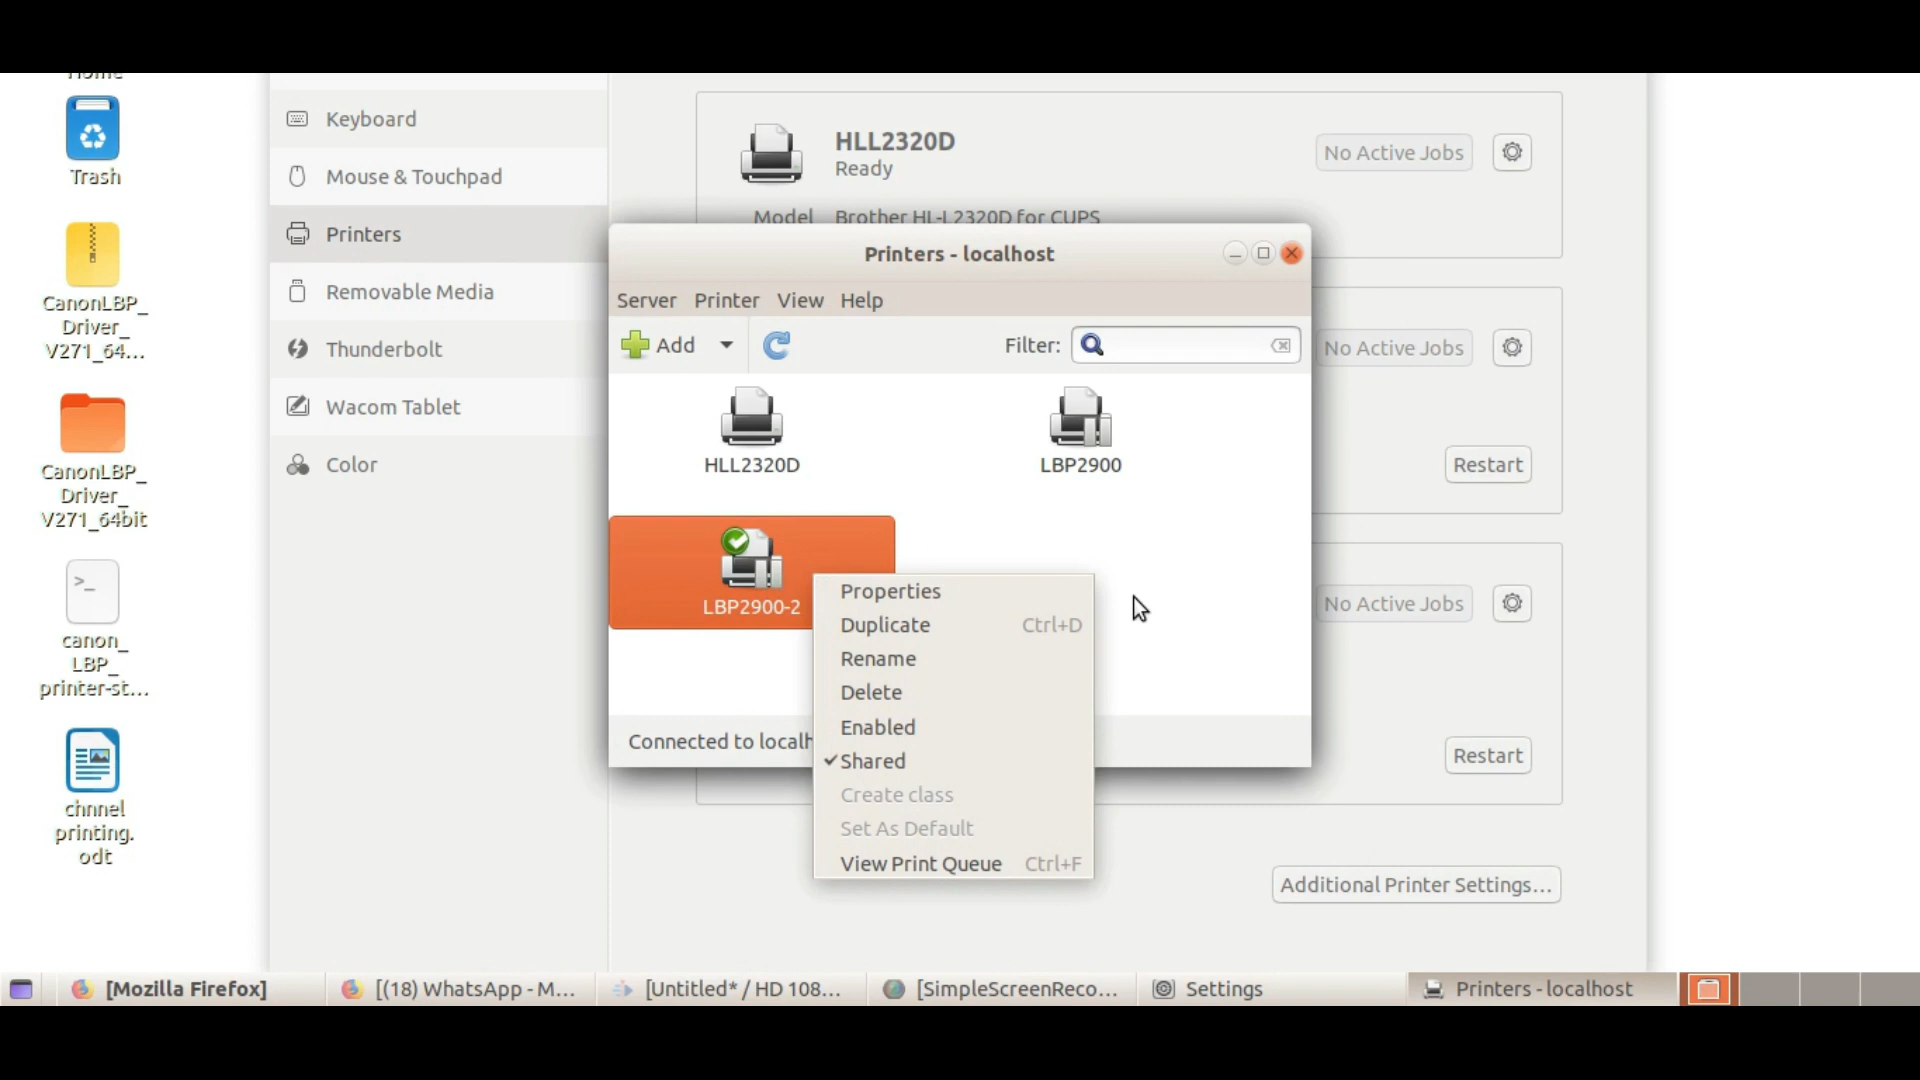 Trash
CanonLBP_
Driver_
V271_64...
CanonLBP_
Driver_
V271_64bit
>_
canon_
LBP_
printer-st...
chnnel
printing.
odt
Keyboard
Mouse & Touchpad
Printers
Removable Media
Thunderbolt
Wacom Tablet
Color
HLL2320D
Ready
No Active Jobs
Model Brother HL-L2320D for CUPS
Printers - localhost
Server Printer View Help
Add
Filter:
No Active Jobs
HLL2320D
LBP2900
Restart
LBP2900-2
No Active Jobs
Properties
Duplicate Ctrl+D
Rename
Delete
Enabled
Connected to localh
Shared
Create class
Set As Default
View Print Queue Ctrl+F
Restart
Additional Printer Settings...
[Mozilla Firefox]
[(18) WhatsApp - M...
[Untitled* / HD 108...
[SimpleScreenReco...
Settings
Printers - localhost